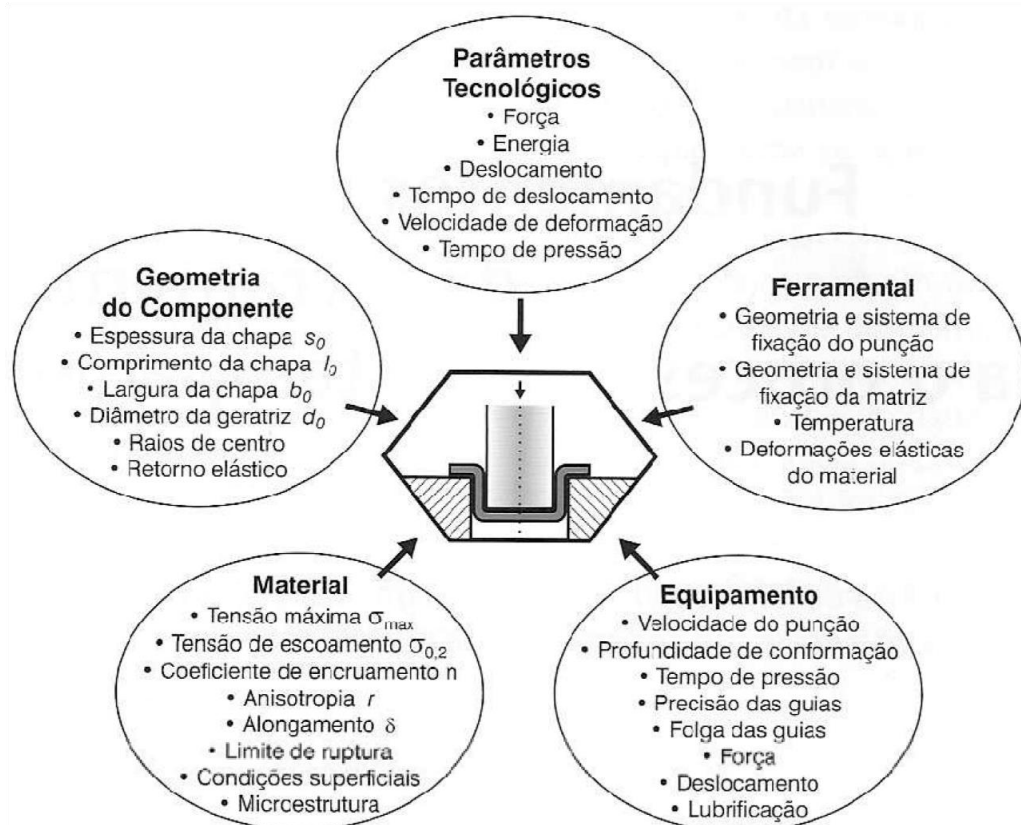 Parâmetros
Tecnológicos
• Força
• Energia
• Deslocamento
• Tempo de deslocamento
• Velocidade de deformação
• Tempo de pressão
Geometria
do Componente
• Espessura da chapa s₀
• Comprimento da chapa l₀
• Largura da chapa b₀
• Diâmetro da geratriz d₀
• Raios de centro
• Retorno elástico
Ferramental
• Geometria e sistema de
fixação do punção
• Geometria e sistema de
fixação da matriz
• Temperatura
• Deformações elásticas
do material
Material
• Tensão máxima σmax
• Tensão de escoamento σ0,2
• Coeficiente de encruamento n
• Anisotropia r
• Alongamento δ
• Limite de ruptura
• Condições superficiais
• Microestrutura
Equipamento
• Velocidade do punção
• Profundidade de conformação
• Tempo de pressão
• Precisão das guias
• Folga das guias
• Força
• Deslocamento
• Lubrificação